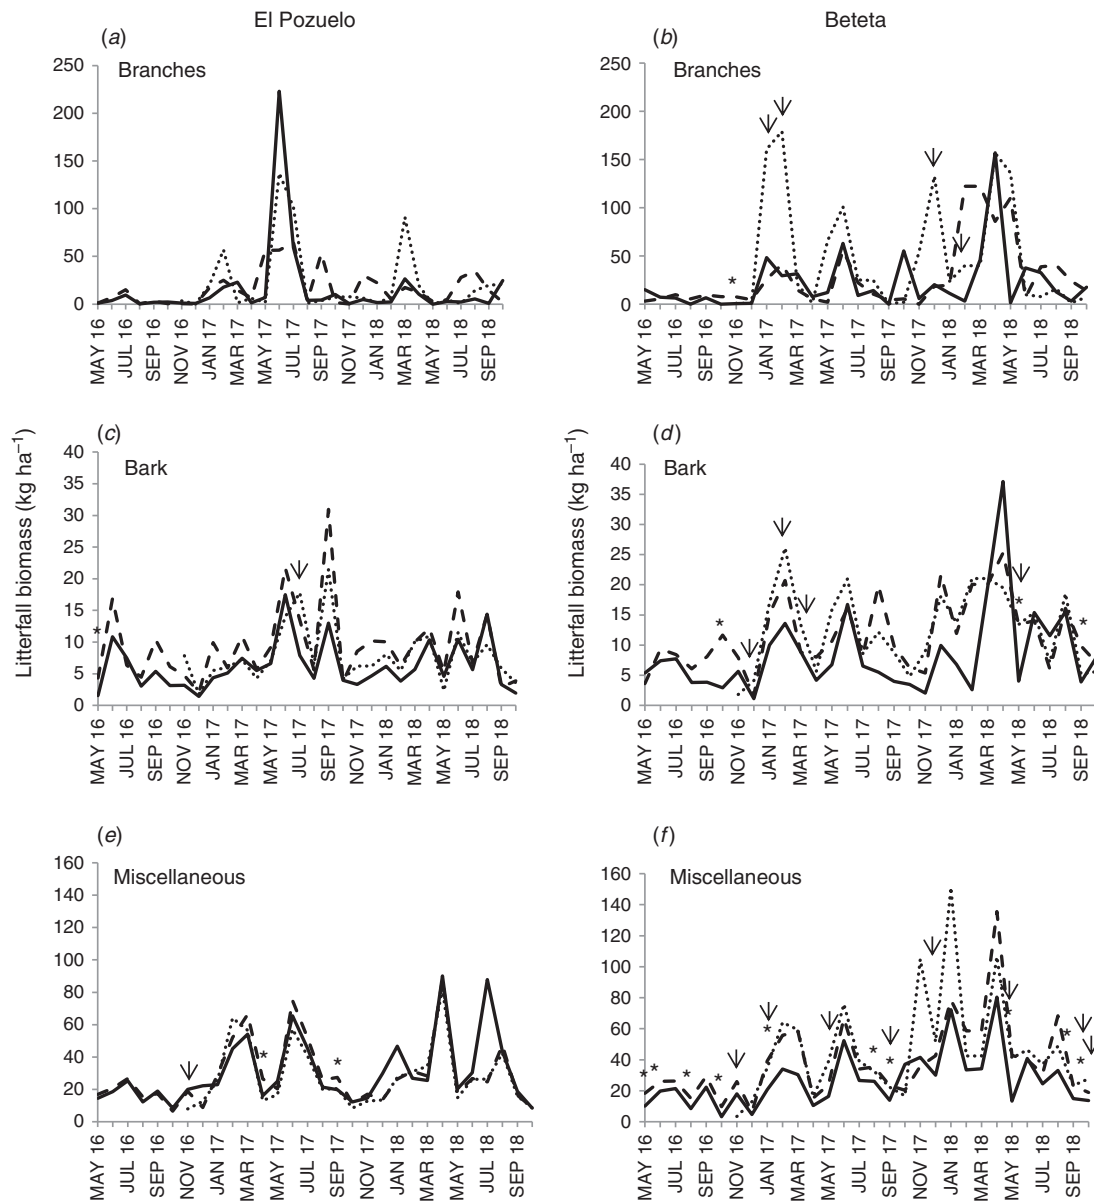 El Pozuelo
Beteta
(a)
Branches
250
200
150
100
50
0
MAY 16
JUL 16
SEP 16
NOV 16
JAN 17
MAR 17
MAY 17
JUL 17
SEP 17
NOV 17
JAN 18
MAR 18
MAY 18
JUL 18
SEP 18
(b)
Branches
250
200
150
100
50
0
*
MAY 16
JUL 16
SEP 16
NOV 16
JAN 17
MAR 17
MAY 17
JUL 17
SEP 17
NOV 17
JAN 18
MAR 18
MAY 18
JUL 18
SEP 18
Litterfall biomass (kg ha−1)
(c)
Bark
40
35
30
25
20
15
10
5
0
*
MAY 16
JUL 16
SEP 16
NOV 16
JAN 17
MAR 17
MAY 17
JUL 17
SEP 17
NOV 17
JAN 18
MAR 18
MAY 18
JUL 18
SEP 18
Litterfall biomass (kg ha−1)
(d)
Bark
40
35
30
25
20
15
10
5
0
*
*
*
MAY 16
JUL 16
SEP 16
NOV 16
JAN 17
MAR 17
MAY 17
JUL 17
SEP 17
NOV 17
JAN 18
MAR 18
MAY 18
JUL 18
SEP 18
(e)
Miscellaneous
160
140
120
100
80
60
40
20
0
*
*
MAY 16
JUL 16
SEP 16
NOV 16
JAN 17
MAR 17
MAY 17
JUL 17
SEP 17
NOV 17
JAN 18
MAR 18
MAY 18
JUL 18
SEP 18
(f)
Miscellaneous
160
140
120
100
80
60
40
20
0
*
*
*
*
*
*
*
*
*
*
MAY 16
JUL 16
SEP 16
NOV 16
JAN 17
MAR 17
MAY 17
JUL 17
SEP 17
NOV 17
JAN 18
MAR 18
MAY 18
JUL 18
SEP 18